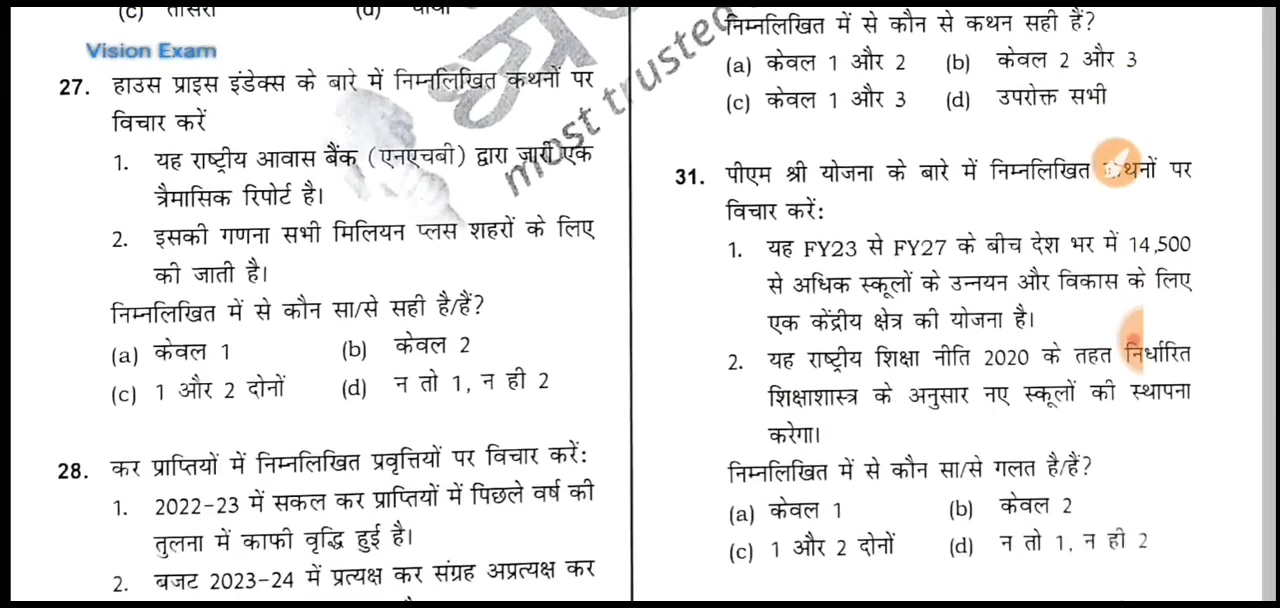 (c) तीसरा
Vision Exam
27. हाउस प्राइस इंडेक्स के बारे में निम्नलिखित कथनों पर
विचार करें
1. यह राष्ट्रीय आवास बैंक (एनएचबी) द्वारा जारी एक
त्रैमासिक रिपोर्ट है।
2. इसकी गणना सभी मिलियन प्लस शहरों के लिए
की जाती है।
निम्नलिखित में से कौन सा/से सही है/हैं?
(a) केवल 1 (b) केवल 2
(c) 1 और 2 दोनों (d) न तो 1, न ही 2
28. कर प्राप्तियों में निम्नलिखित प्रवृत्तियों पर विचार करें:
1. 2022-23 में सकल कर प्राप्तियों में पिछले वर्ष की
तुलना में काफी वृद्धि हुई है।
2. बजट 2023-24 में प्रत्यक्ष कर संग्रह अप्रत्यक्ष कर
most trusted
निम्नलिखित में से कौन से कथन सही हैं?
(a) केवल 1 और 2 (b) केवल 2 और 3
(c) केवल 1 और 3 (d) उपरोक्त सभी
31. पीएम श्री योजना के बारे में निम्नलिखित कथनों पर
विचार करें:
1. यह FY23 से FY27 के बीच देश भर में 14,500
से अधिक स्कूलों के उन्नयन और विकास के लिए
एक केंद्रीय क्षेत्र की योजना है।
2. यह राष्ट्रीय शिक्षा नीति 2020 के तहत निर्धारित
शिक्षाशास्त्र के अनुसार नए स्कूलों की स्थापना
करेगा।
निम्नलिखित में से कौन सा/से गलत है/हैं?
(a) केवल 1 (b) केवल 2
(c) 1 और 2 दोनों (d) न तो 1, न ही 2